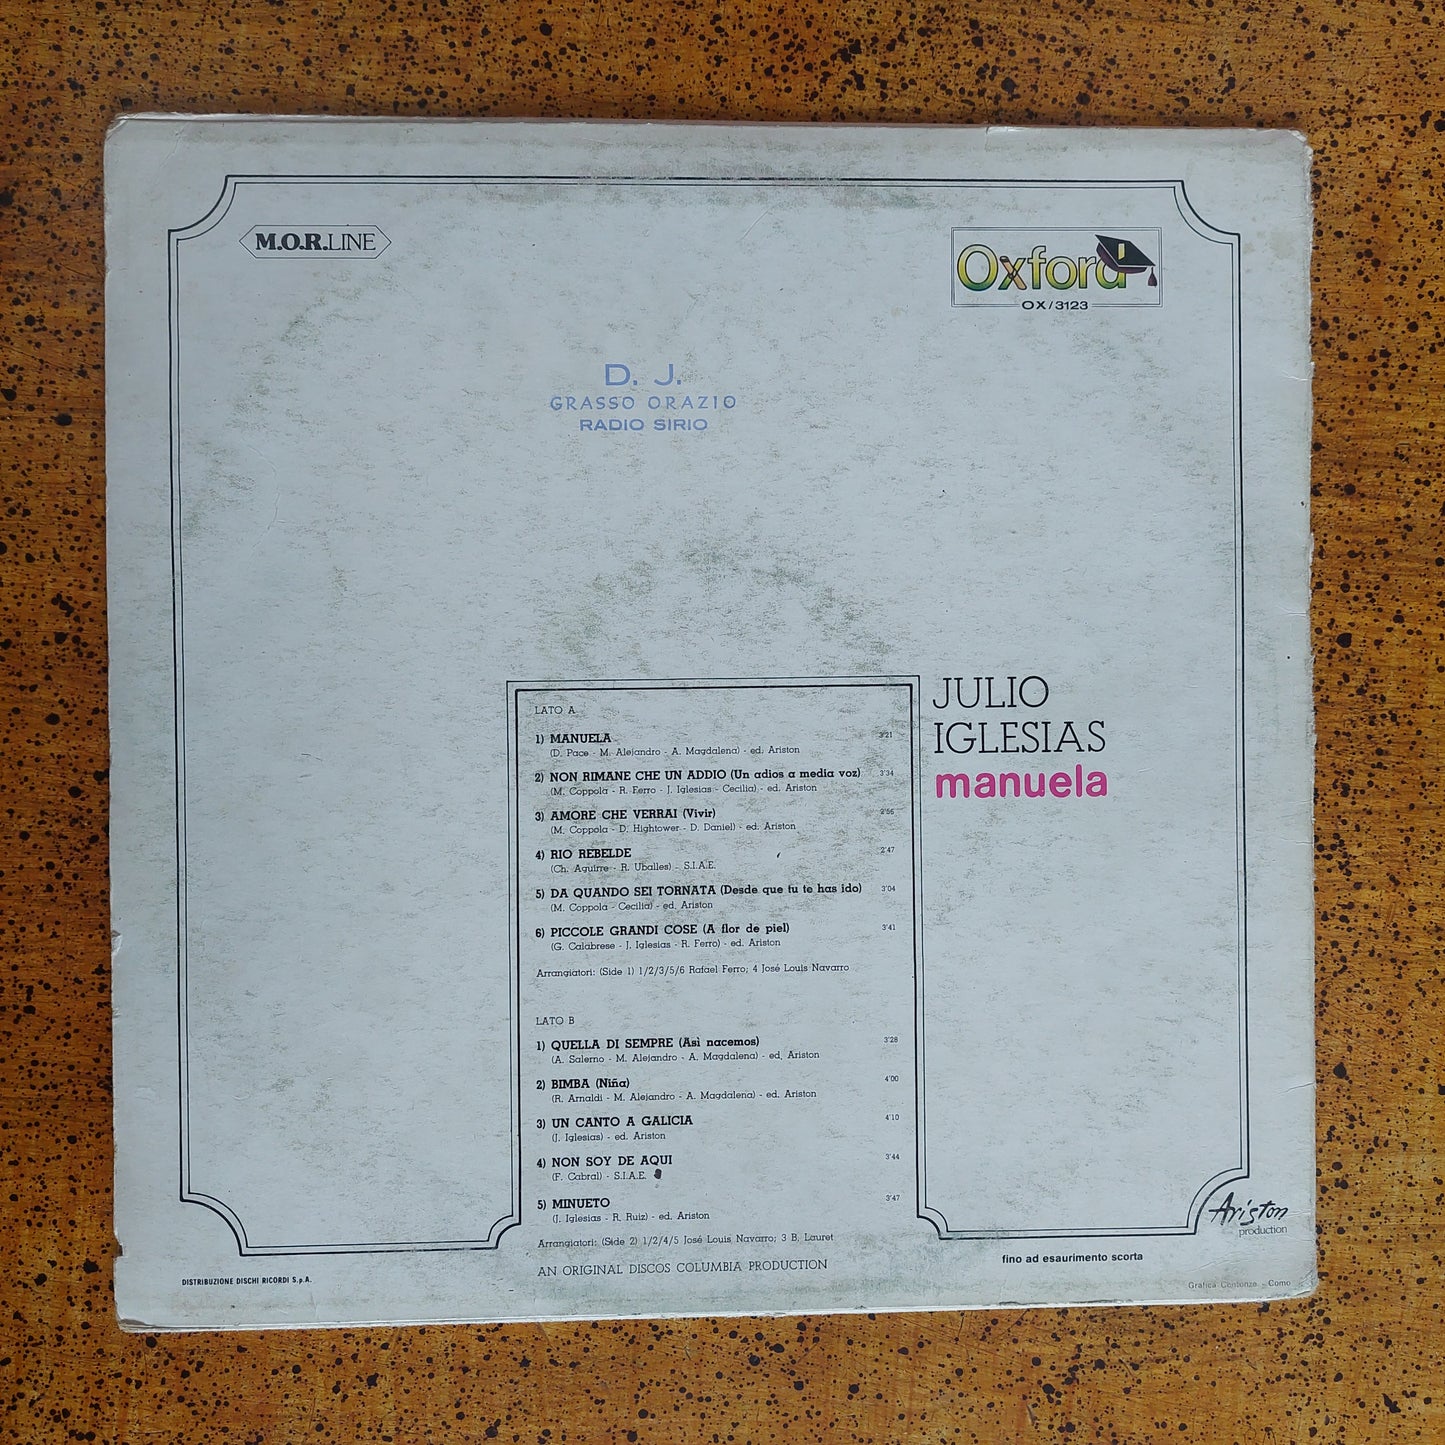 M.O.R.LINE
Oxford
OX/3123
D. J.
GRASSO ORAZIO
RADIO SIRIO
JULIO
IGLESIAS
manuela
LATO A
1) MANUELA 3'21
(D. Pace - M. Alejandro - A. Magdalena) - ed. Ariston
2) NON RIMANE CHE UN ADDIO (Un adios a media voz) 3'34
(M. Coppola - R. Ferro - J. Iglesias - Cecilia) - ed. Ariston
3) AMORE CHE VERRAI (Vivir) 2'56
(M. Coppola - D. Hightower - D. Daniel) - ed. Ariston
4) RIO REBELDE 2'47
(Ch. Aguirre - R. Uballes) - S.I.A.E.
5) DA QUANDO SEI TORNATA (Desde que tu te has ido) 3'04
(M. Coppola - Cecilia) - ed. Ariston
6) PICCOLE GRANDI COSE (A flor de piel) 3'41
(G. Calabrese - J. Iglesias - R. Ferro) - ed. Ariston
Arrangiatori: (Side 1) 1/2/3/5/6 Rafael Ferro; 4 José Louis Navarro
LATO B
1) QUELLA DI SEMPRE (Asì nacemos) 3'28
(A. Salerno - M. Alejandro - A. Magdalena) - ed. Ariston
2) BIMBA (Niña) 4'00
(R. Arnaldi - M. Alejandro - A. Magdalena) - ed. Ariston
3) UN CANTO A GALICIA 4'10
(J. Iglesias) - ed. Ariston
4) NON SOY DE AQUI 3'44
(F. Cabral) - S.I.A.E.
5) MINUETO 3'47
(J. Iglesias - R. Ruiz) - ed. Ariston
Arrangiatori: (Side 2) 1/2/4/5 José Louis Navarro; 3 B. Lauret
AN ORIGINAL DISCOS COLUMBIA PRODUCTION
Ariston
production
fino ad esaurimento scorta
DISTRIBUZIONE DISCHI RICORDI S.p.A.
Grafica Centonze - Como